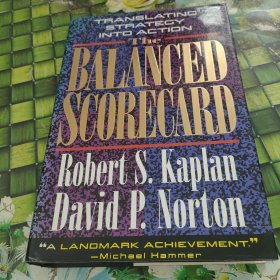 TRANSLATING
STRATEGY
INTO ACTION
The
BALANCED
SCORECARD
Robert S. Kaplan
David P. Norton
"A LANDMARK ACHIEVEMENT."
—Michael Hammer